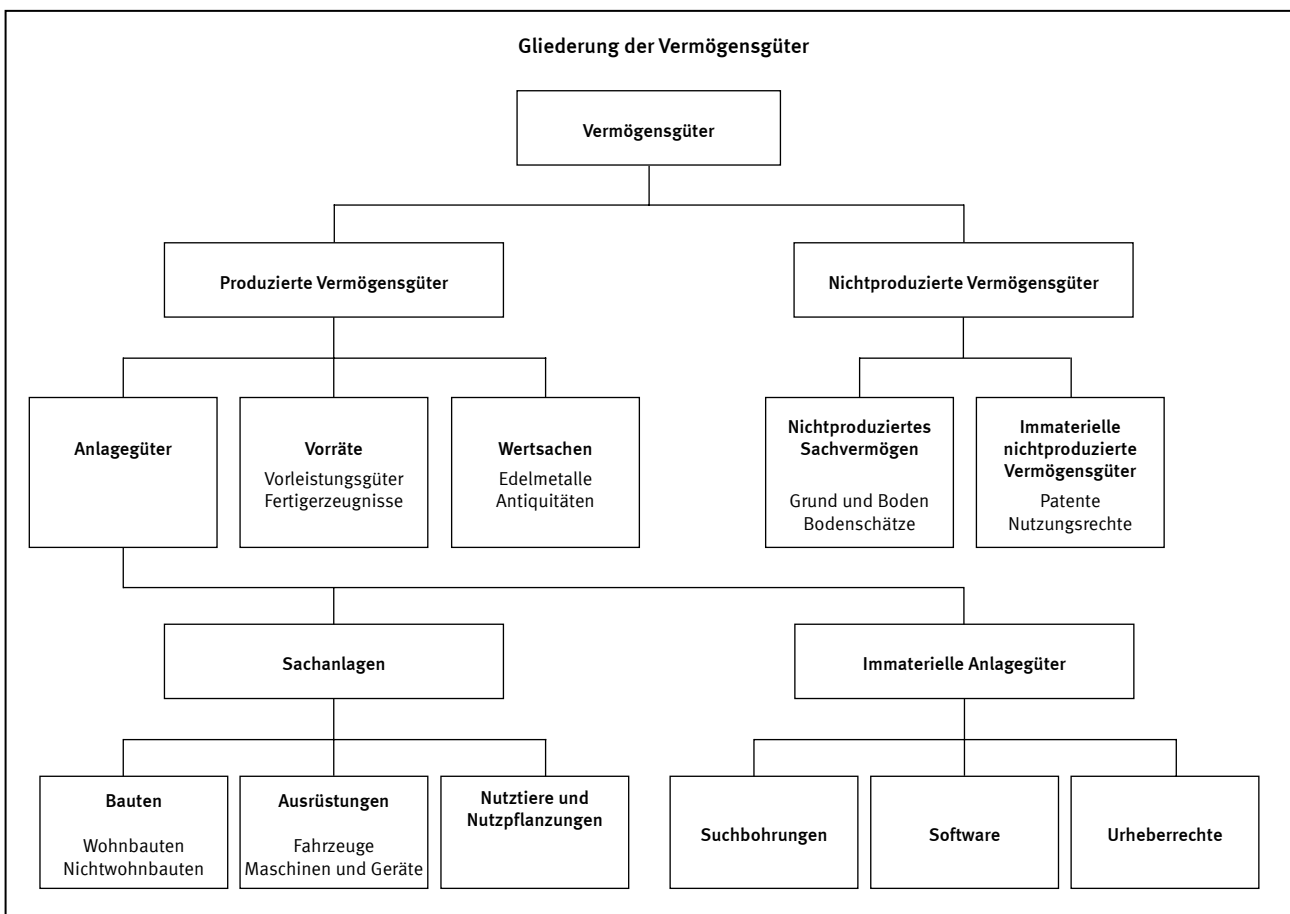 Gliederung der Vermögensgüter
Vermögensgüter
Produzierte Vermögensgüter
Nichtproduzierte Vermögensgüter
Anlagegüter
Vorräte
Vorleistungsgüter
Fertigerzeugnisse
Wertsachen
Edelmetalle
Antiquitäten
Nichtproduziertes
Sachvermögen
Grund und Boden
Bodenschätze
Immaterielle
nichtproduzierte
Vermögensgüter
Patente
Nutzungsrechte
Sachanlagen
Immaterielle Anlagegüter
Bauten
Wohnbauten
Nichtwohnbauten
Ausrüstungen
Fahrzeuge
Maschinen und Geräte
Nutztiere und
Nutzpflanzungen
Suchbohrungen
Software
Urheberrechte